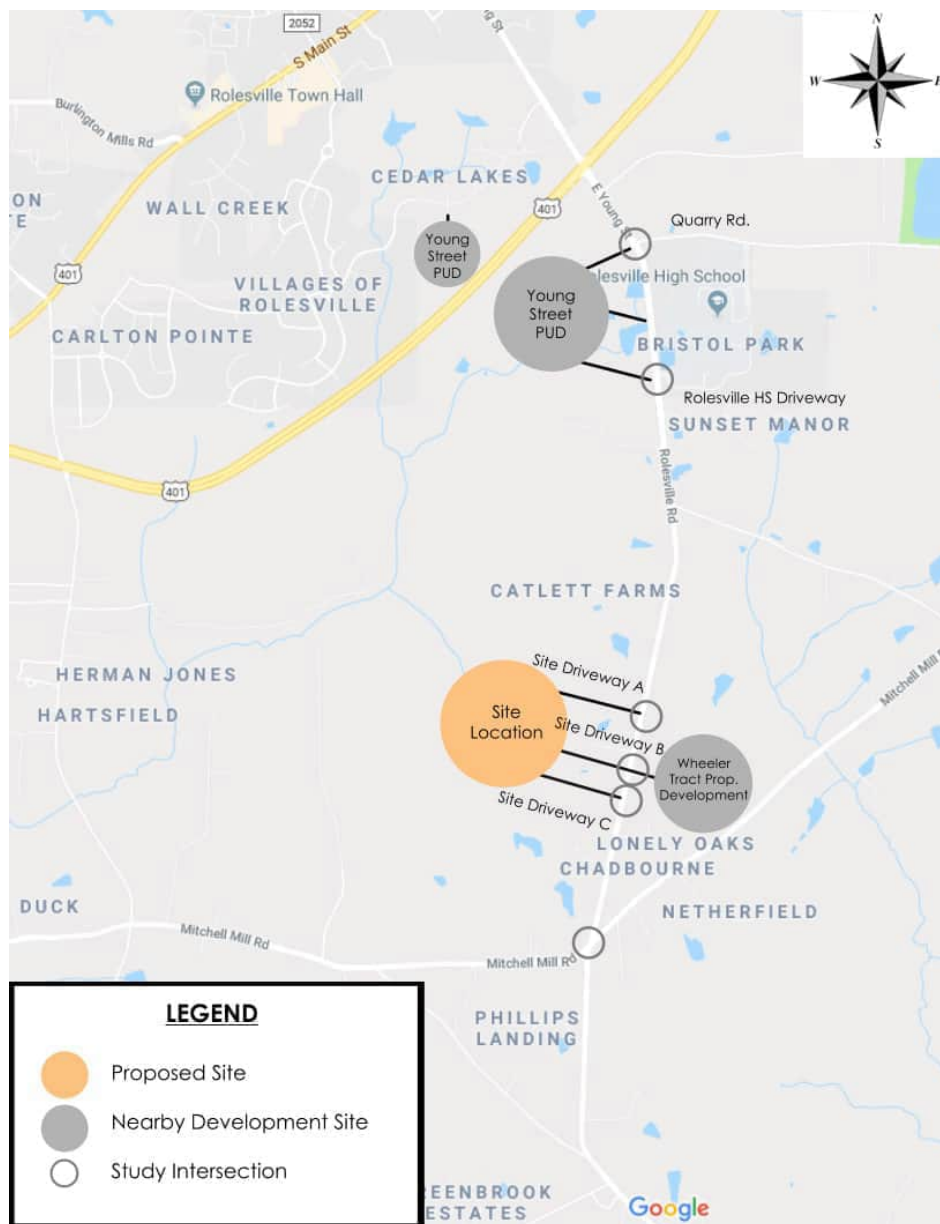 2052
ng St
N
W
E
S
S Main St
Rolesville Town Hall
Burlington Mills Rd
CEDAR LAKES
401
E Young St
ON
TE
WALL CREEK
Young
Street
PUD
Quarry Rd.
401
VILLAGES OF
ROLESVILLE
olesville High School
Young
Street
PUD
CARLTON POINTE
BRISTOL PARK
Rolesville HS Driveway
SUNSET MANOR
401
Rolesville Rd
CATLETT FARMS
HERMAN JONES
HARTSFIELD
Site Driveway A
Site
Location
Site Driveway B
Mitchell Mill R
Wheeler
Tract Prop.
Development
Site Driveway C
LONELY OAKS
CHADBOURNE
DUCK
NETHERFIELD
Mitchell Mill Rd
Mitchell Mill Rd
PHILLIPS
LANDING
LEGEND
Proposed Site
Nearby Development Site
Study Intersection
EENBROOK
ESTATES
Google